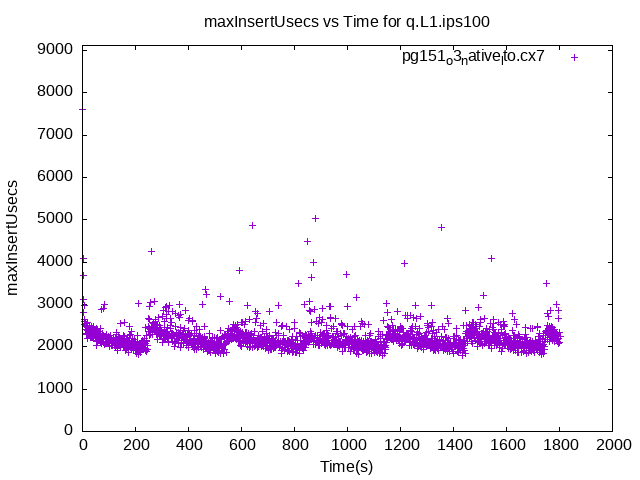 maxInsertUsecs vs Time for q.L1.ips100
pg151o3nativelto.cx7
9000
8000
7000
6000
5000
4000
3000
2000
1000
0
maxInsertUsecs
0 200 400 600 800 1000 1200 1400 1600 1800 2000
Time(s)